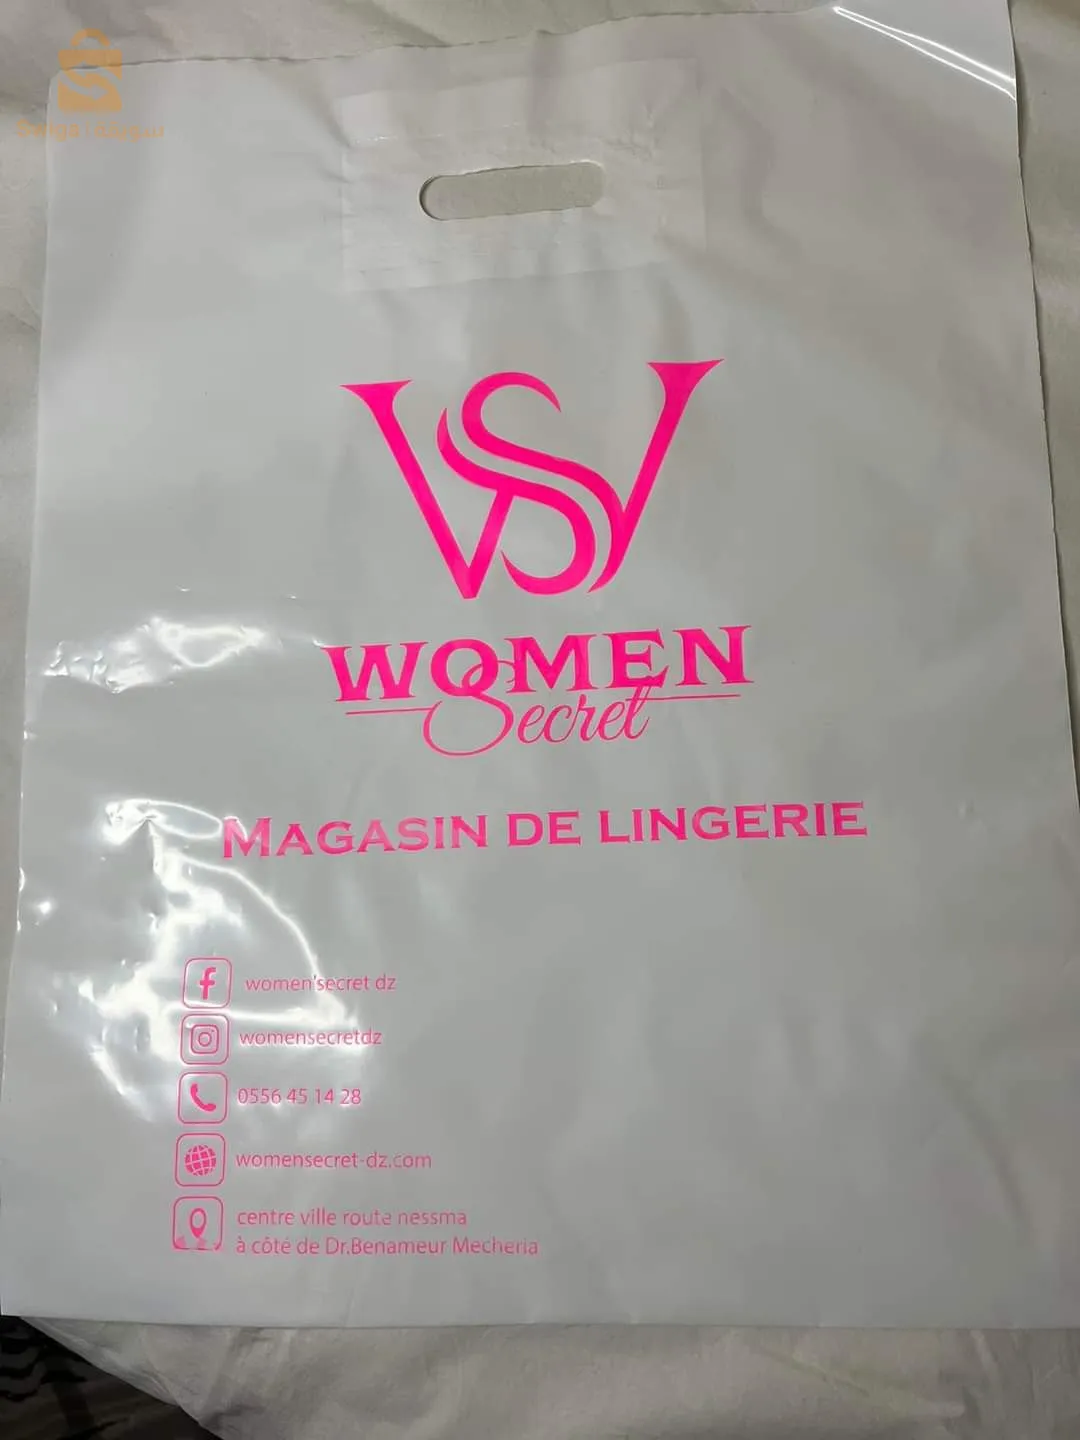 WS
WOMEN
Secret
MAGASIN DE LINGERIE
women'secret dz
womensecretdz
0556 45 14 28
womensecret-dz.com
centre ville route nessma
à côté de Dr.Benameur Mecheria